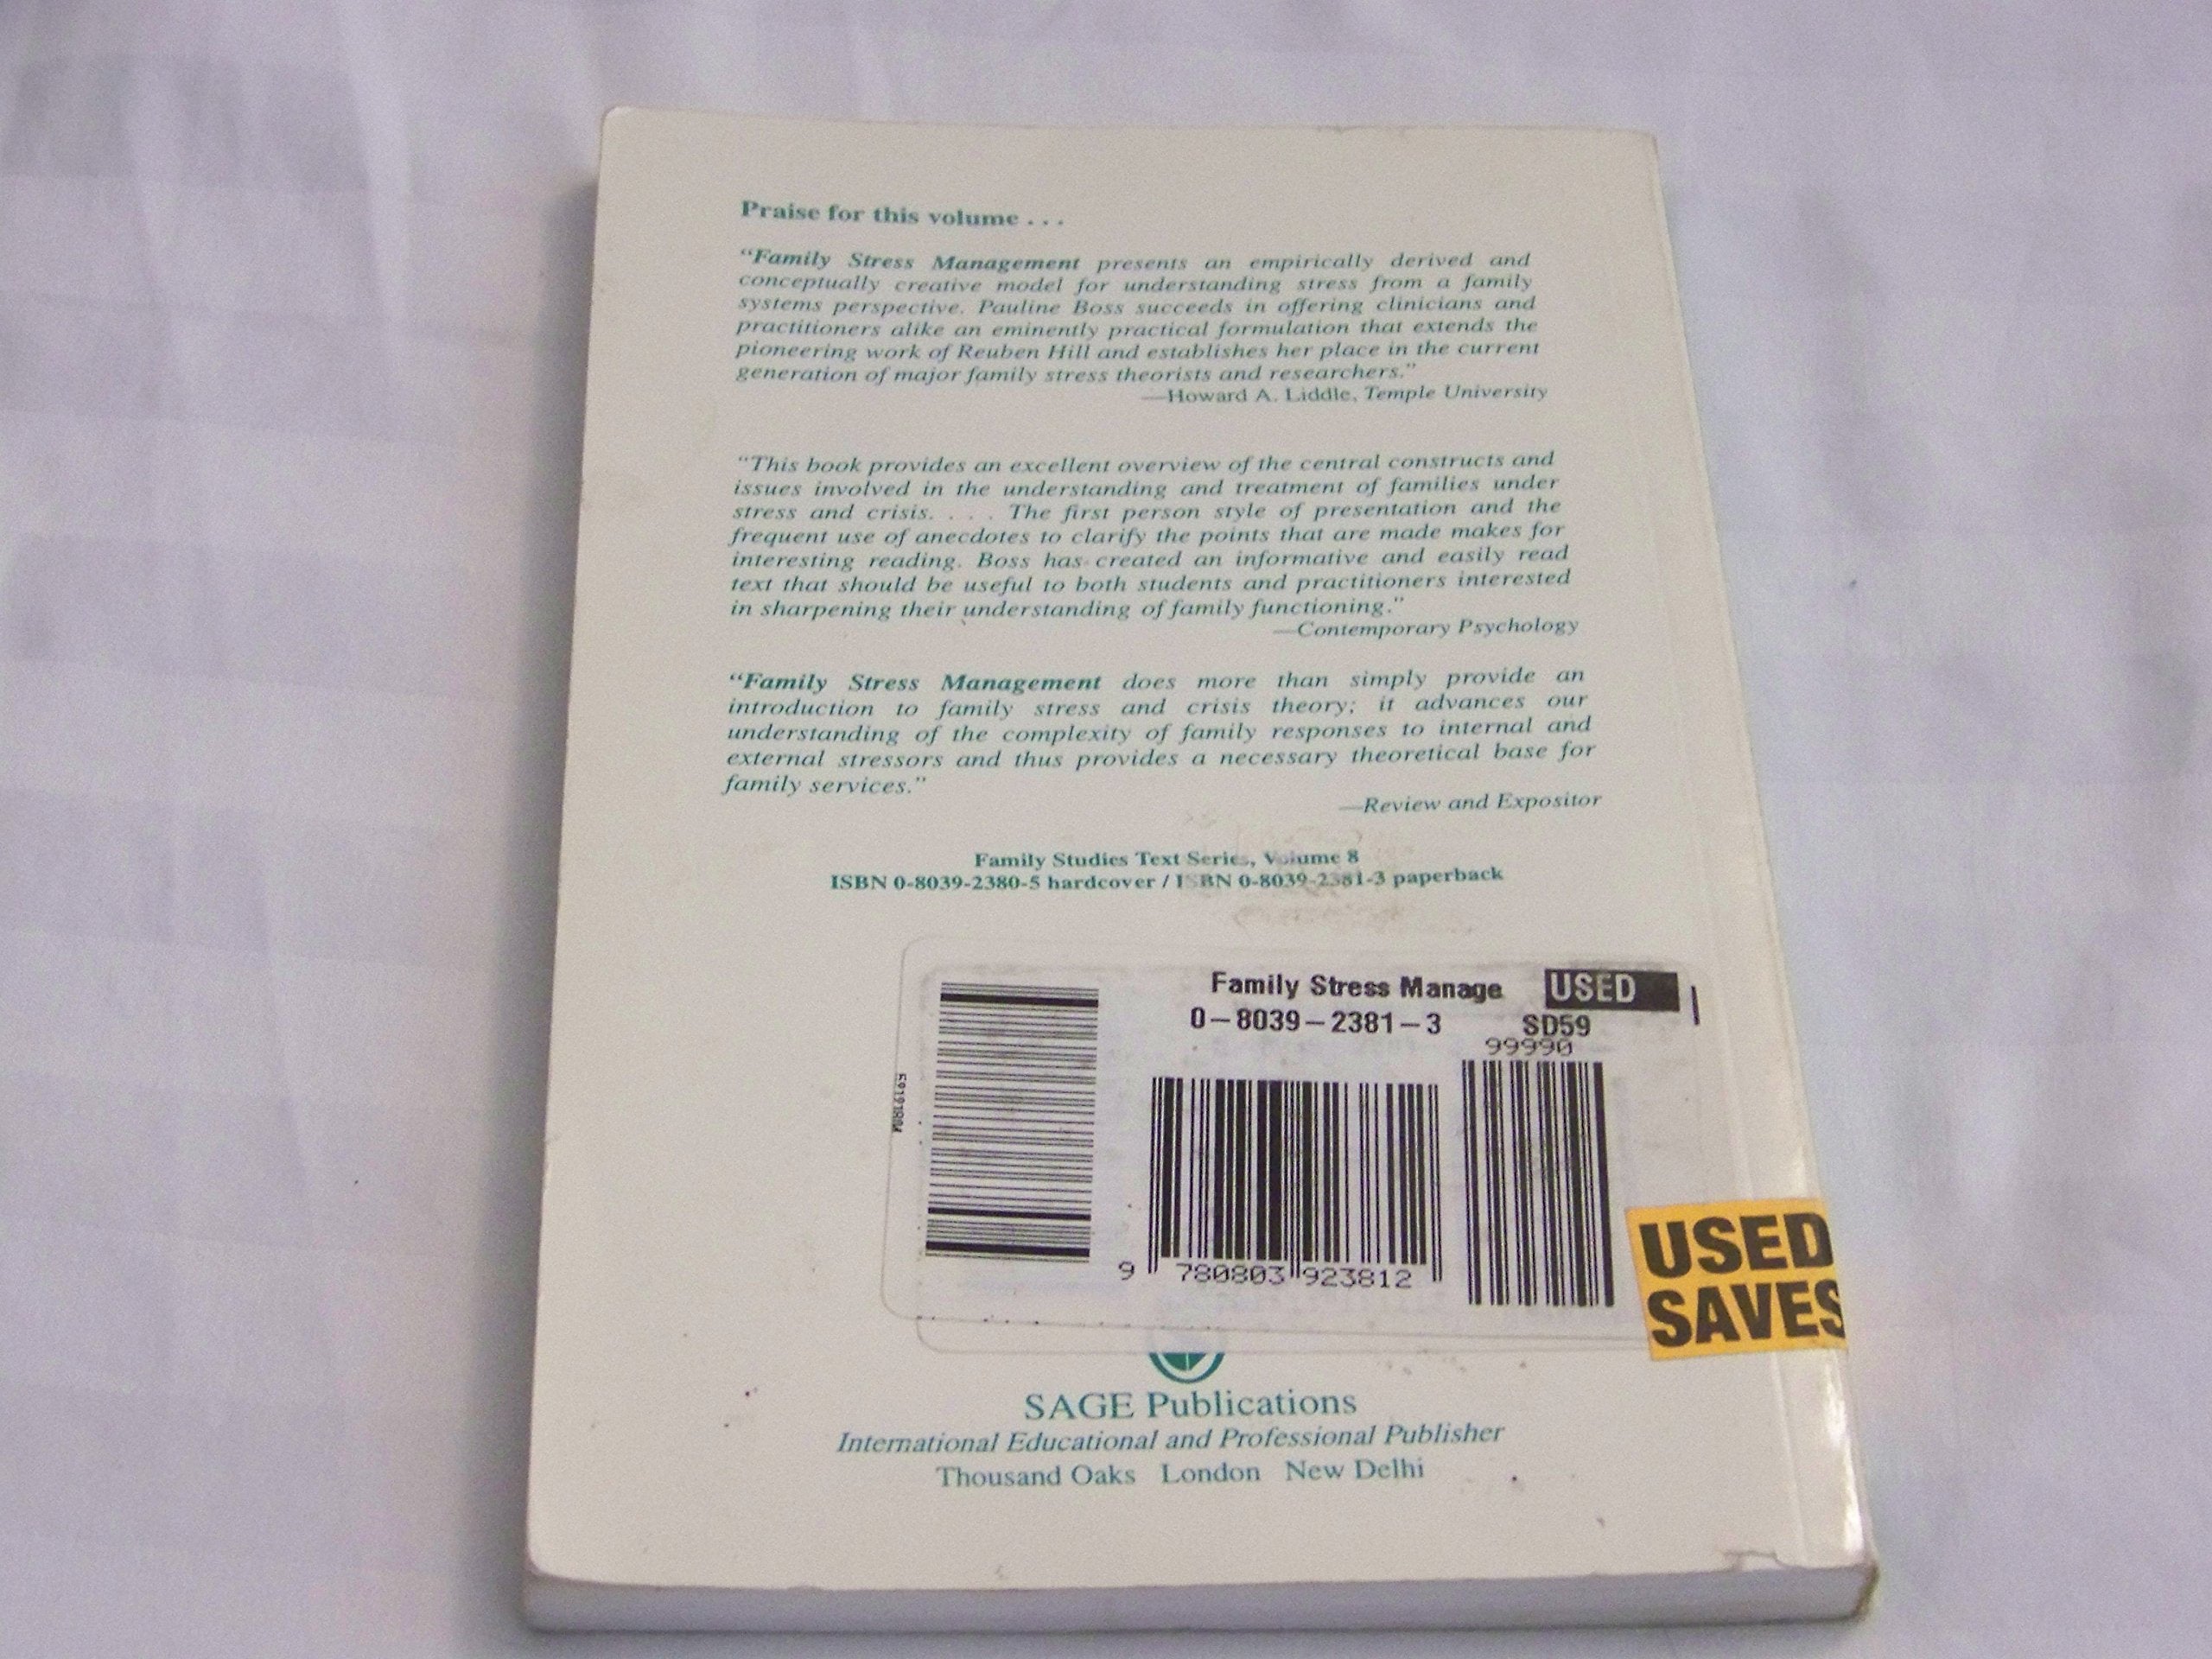 Praise for this volume . . .
“Family Stress Management presents an empirically derived and
conceptually creative model for understanding stress from a family
systems perspective. Pauline Boss succeeds in offering clinicians and
practitioners alike an eminently practical formulation that extends the
pioneering work of Reuben Hill and establishes her place in the current
generation of major family stress theorists and researchers.”
—Howard A. Liddle, Temple University
“This book provides an excellent overview of the central constructs and
issues involved in the understanding and treatment of families under
stress and crisis. . . . The first person style of presentation and the
frequent use of anecdotes to clarify the points that are made makes for
interesting reading. Boss has created an informative and easily read
text that should be useful to both students and practitioners interested
in sharpening their understanding of family functioning.”
—Contemporary Psychology
“Family Stress Management does more than simply provide an
introduction to family stress and crisis theory; it advances our
understanding of the complexity of family responses to internal and
external stressors and thus provides a necessary theoretical base for
family services.”
—Review and Expositor
Family Studies Text Series, Volume 8
ISBN 0-8039-2380-5 hardcover / ISBN 0-8039-2381-3 paperback
Family Stress Manage USED
0-8039-2381-3 SD59
99990
9 780803 923812
USED
SAVES
SAGE Publications
International Educational and Professional Publisher
Thousand Oaks London New Delhi